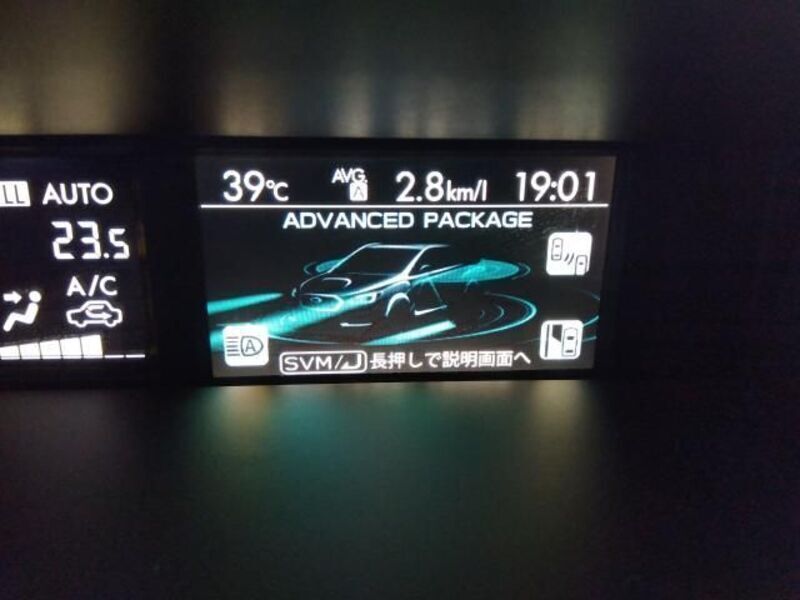 39℃ AVG. A 2.8km/l 19:01
LL AUTO
ADVANCED PACKAGE
23.5
A/C
A
SVM/ 長押しで説明画面へ